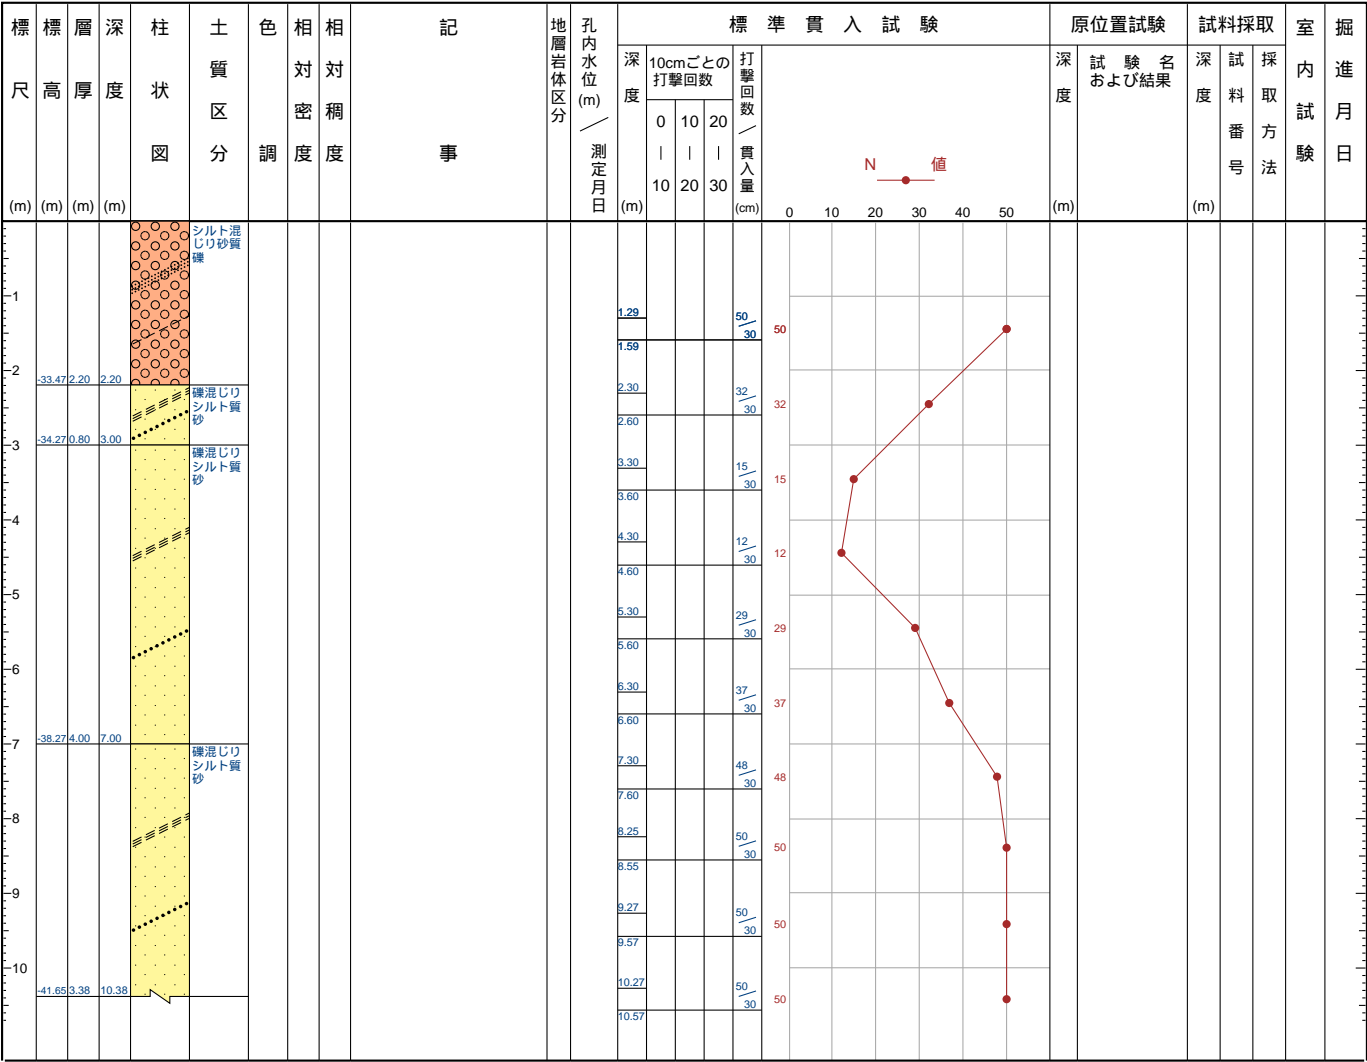 標尺(m)
標高(m)
層厚(m)
深度(m)
柱状図
土質区分
色調
相対密度
相対稠度
記事
地層岩体区分
孔内水位(m)／測定月日
標準貫入試験
深度(m)
10cmごとの
打撃回数
0 | 10
10 | 20
20 | 30
打撃回数／貫入量(cm)
N 値
0 10 20 30 40 50
原位置試験
深度(m)
試験名
および結果
試料採取
深度(m)
試料番号
採取方法
室内試験
掘進月日
シルト混
じり砂質
礫
1
1.29 50
30 50
1.59
2
-33.47 2.20 2.20
礫混じり
シルト質
砂
2.30 32
30 32
2.60
-34.27 0.80 3.00
3
礫混じり
シルト質
砂
3.30 15
30 15
3.60
4
4.30 12
30 12
4.60
5
5.30 29
30 29
5.60
6
6.30 37
30 37
6.60
-38.27 4.00 7.00
7
礫混じり
シルト質
砂
7.30 48
30 48
7.60
8
8.25 50
30 50
8.55
9
9.27 50
30 50
9.57
10
10.27 50
30 50
-41.65 3.38 10.38
10.57